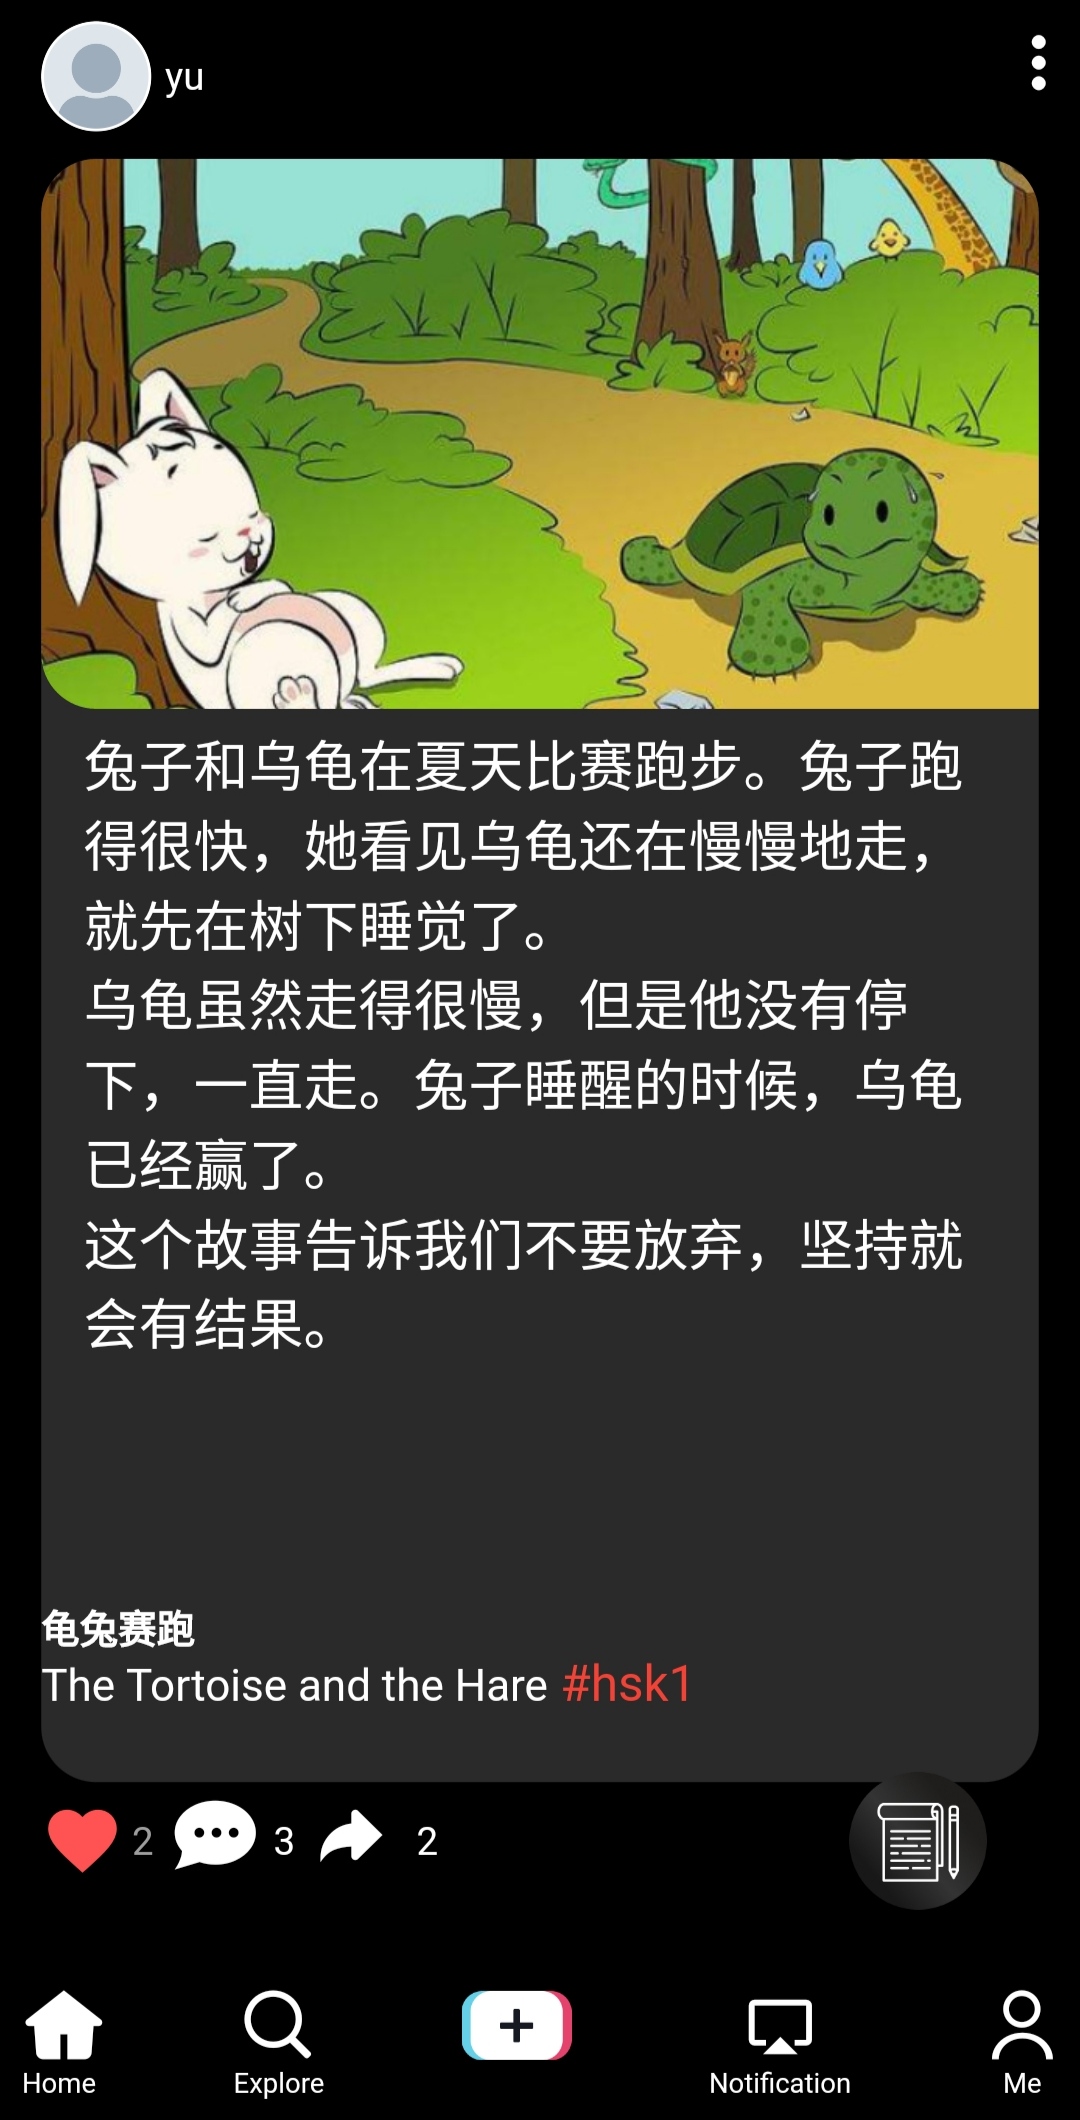 yu
兔子和乌龟在夏天比赛跑步。兔子跑
得很快，她看见乌龟还在慢慢地走，
就先在树下睡觉了。
乌龟虽然走得很慢，但是他没有停
下，一直走。兔子睡醒的时候，乌龟
已经赢了。
这个故事告诉我们不要放弃，坚持就
会有结果。
龟兔赛跑
The Tortoise and the Hare #hsk1
2 3 2
Home Explore Notification Me